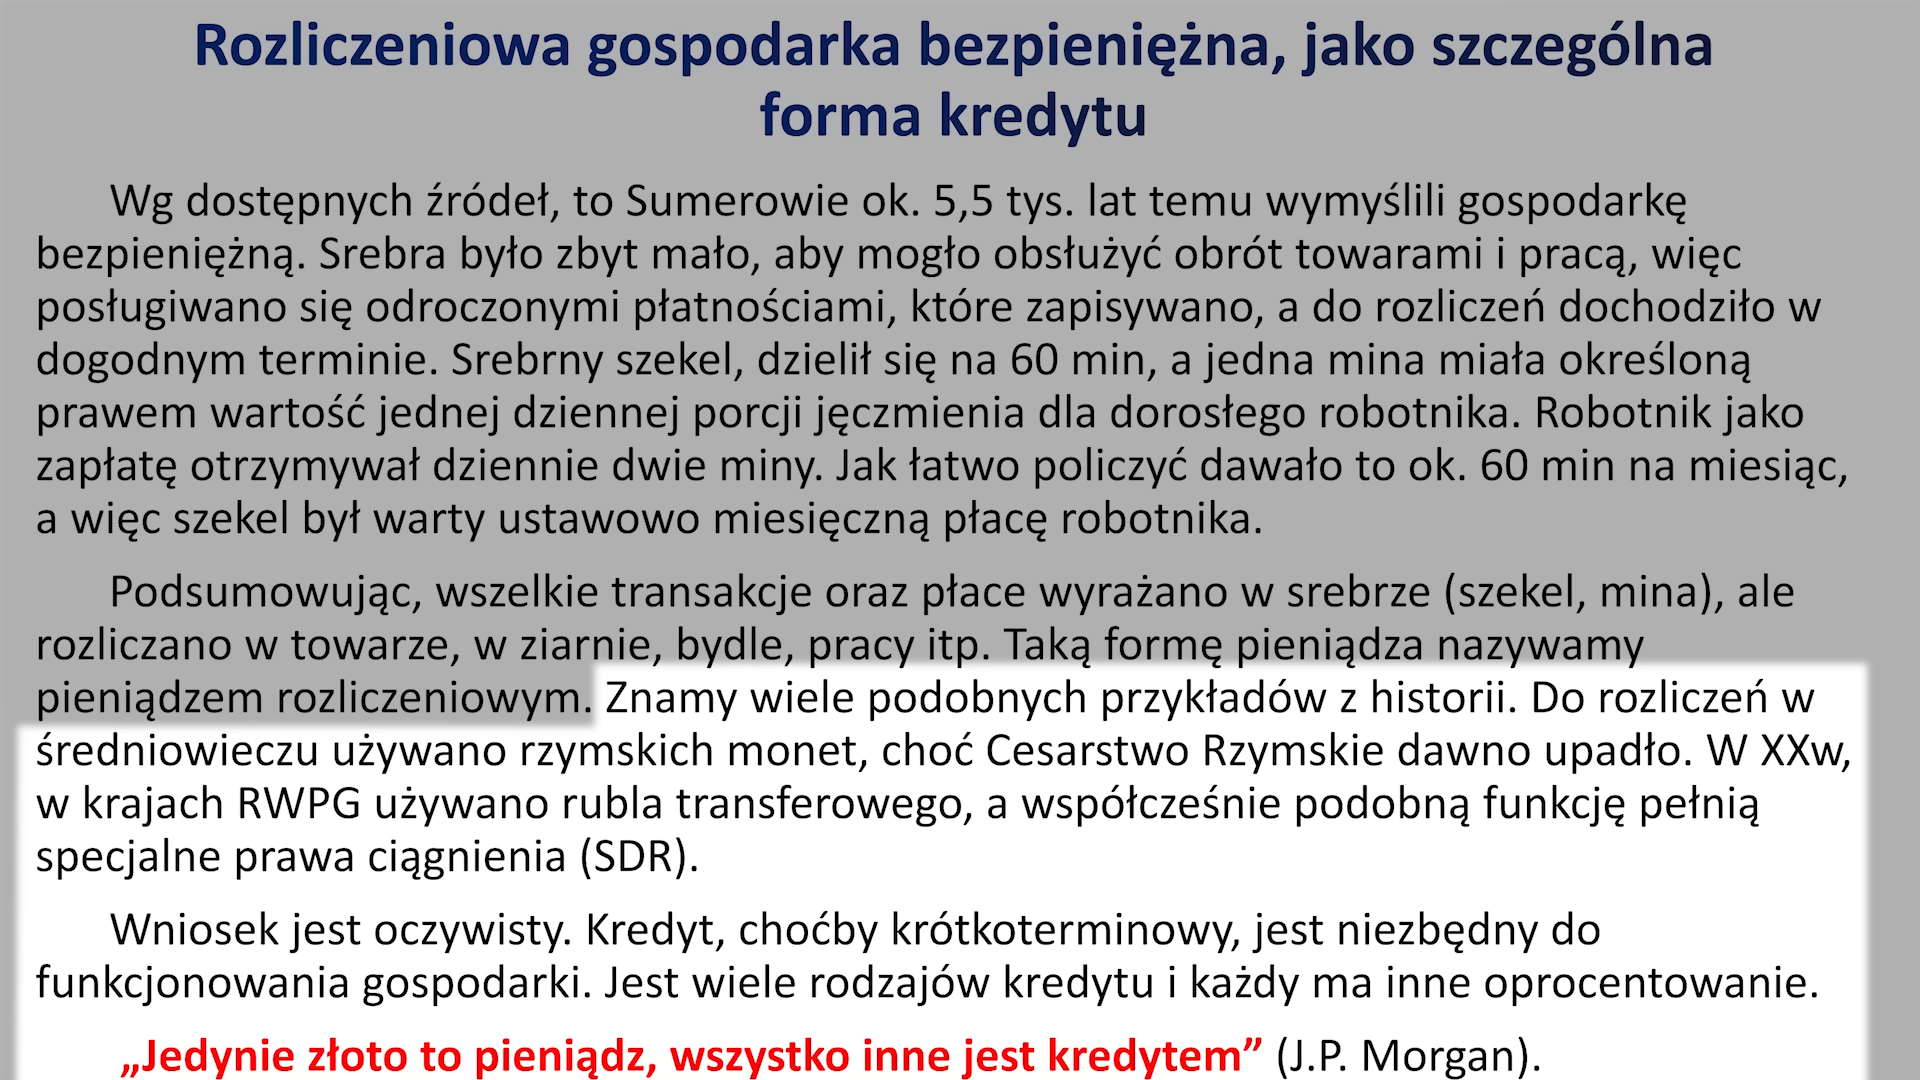 Rozliczeniowa gospodarka bezpieniężna, jako szczególna
forma kredytu
Wg dostępnych źródeł, to Sumerowie ok. 5,5 tys. lat temu wymyślili gospodarkę
bezpieniężną. Srebra było zbyt mało, aby mogło obsłużyć obrót towarami i pracą, więc
posługiwano się odroczonymi płatnościami, które zapisywano, a do rozliczeń dochodziło w
dogodnym terminie. Srebrny szekel, dzielił się na 60 min, a jedna mina miała określoną
prawem wartość jednej dziennej porcji jęczmienia dla dorosłego robotnika. Robotnik jako
zapłatę otrzymywał dziennie dwie miny. Jak łatwo policzyć dawało to ok. 60 min na miesiąc,
a więc szekel był warty ustawowo miesięczną płacę robotnika.
Podsumowując, wszelkie transakcje oraz płace wyrażano w srebrze (szekel, mina), ale
rozliczano w towarze, w ziarnie, bydle, pracy itp. Taką formę pieniądza nazywamy
pieniądzem rozliczeniowym. Znamy wiele podobnych przykładów z historii. Do rozliczeń w
średniowieczu używano rzymskich monet, choć Cesarstwo Rzymskie dawno upadło. W XXw,
w krajach RWPG używano rubla transferowego, a współcześnie podobną funkcję pełnią
specjalne prawa ciągnienia (SDR).
Wniosek jest oczywisty. Kredyt, choćby krótkoterminowy, jest niezbędny do
funkcjonowania gospodarki. Jest wiele rodzajów kredytu i każdy ma inne oprocentowanie.
„Jedynie złoto to pieniądz, wszystko inne jest kredytem” (J.P. Morgan).